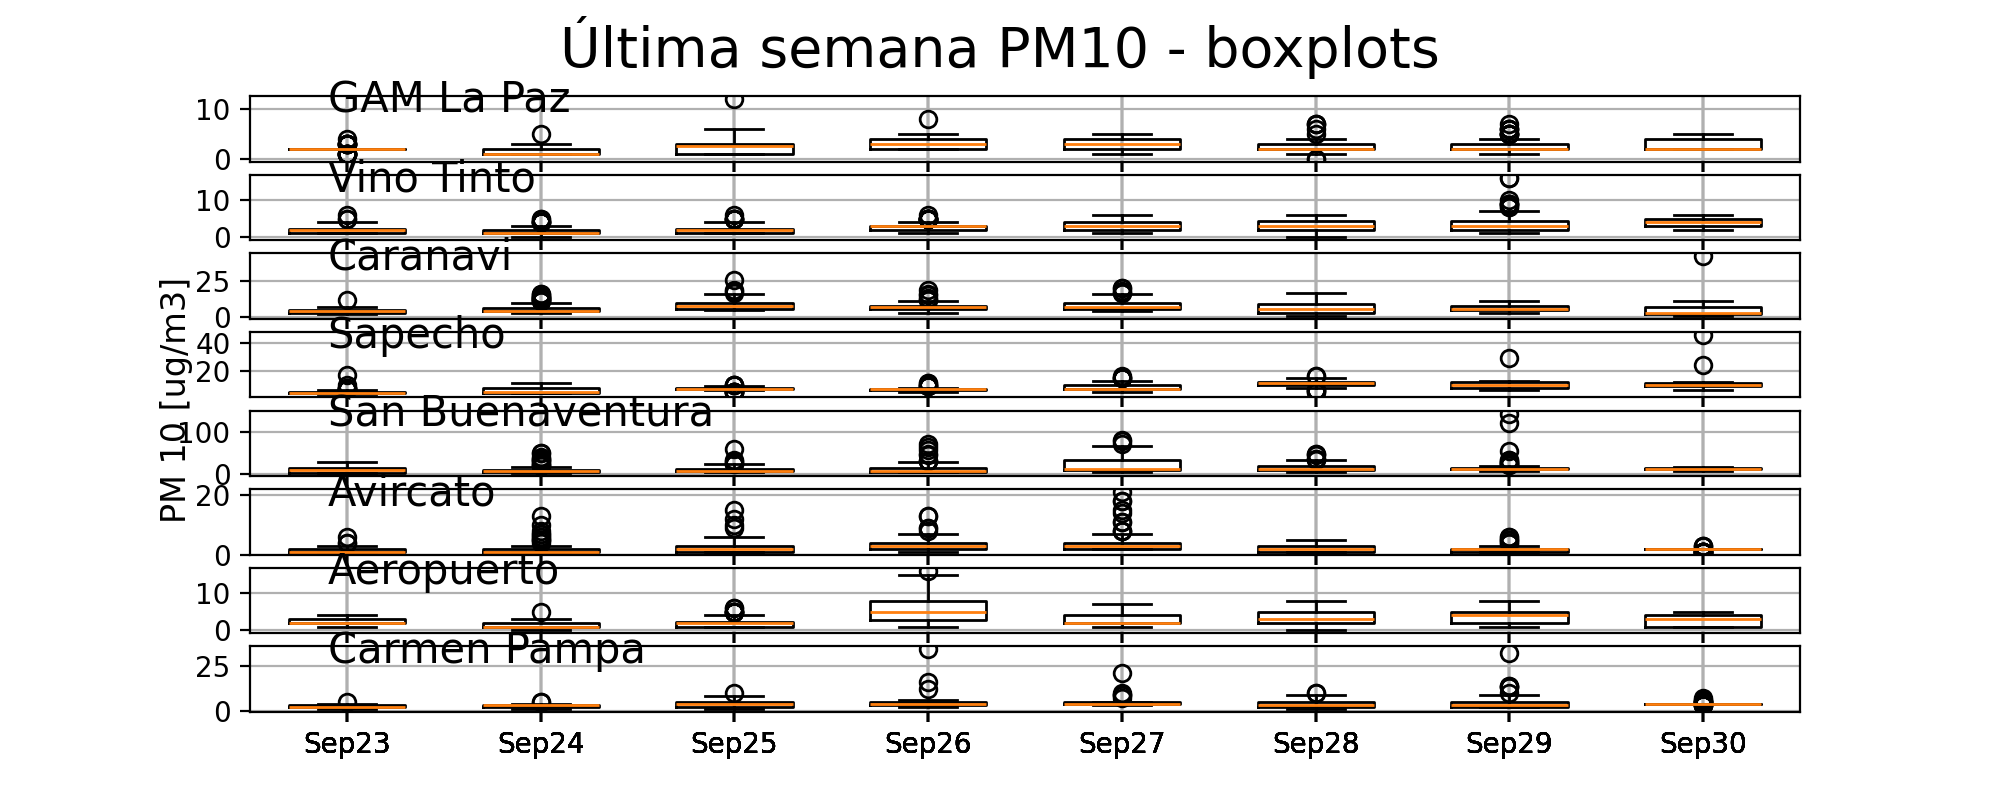 Última semana PM10 - boxplots
GAM La Paz
10
0
Vino Tinto
10
0
Caranavi
25
0
Sapecho
40
20
San Buenaventura
100
0
Avircato
20
0
Aeropuerto
10
0
Carmen Pampa
25
0
PM 10 [ug/m3]
Sep23 Sep24 Sep25 Sep26 Sep27 Sep28 Sep29 Sep30